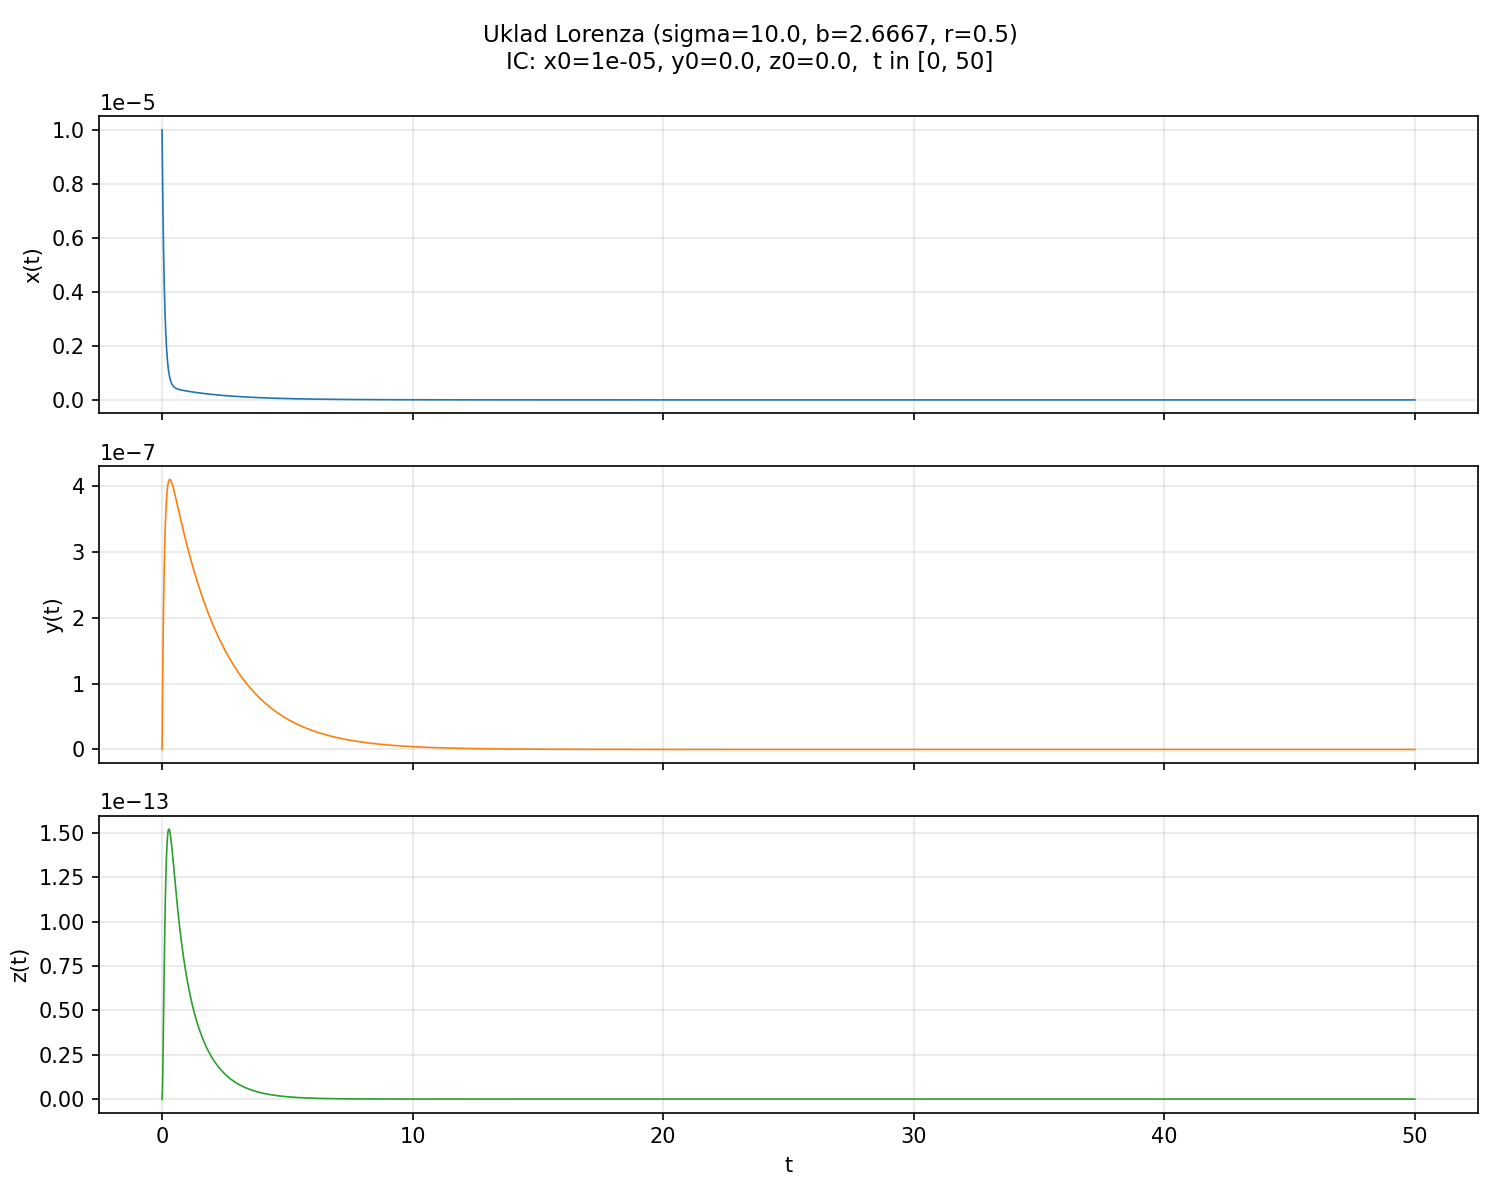 Uklad Lorenza (sigma=10.0, b=2.6667, r=0.5)
IC: x0=1e-05, y0=0.0, z0=0.0,  t in [0, 50]
1e−5
1.0
0.8
0.6
0.4
0.2
0.0
x(t)
1e−7
4
3
2
1
0
y(t)
1e−13
1.50
1.25
1.00
0.75
0.50
0.25
0.00
z(t)
0 10 20 30 40 50
t